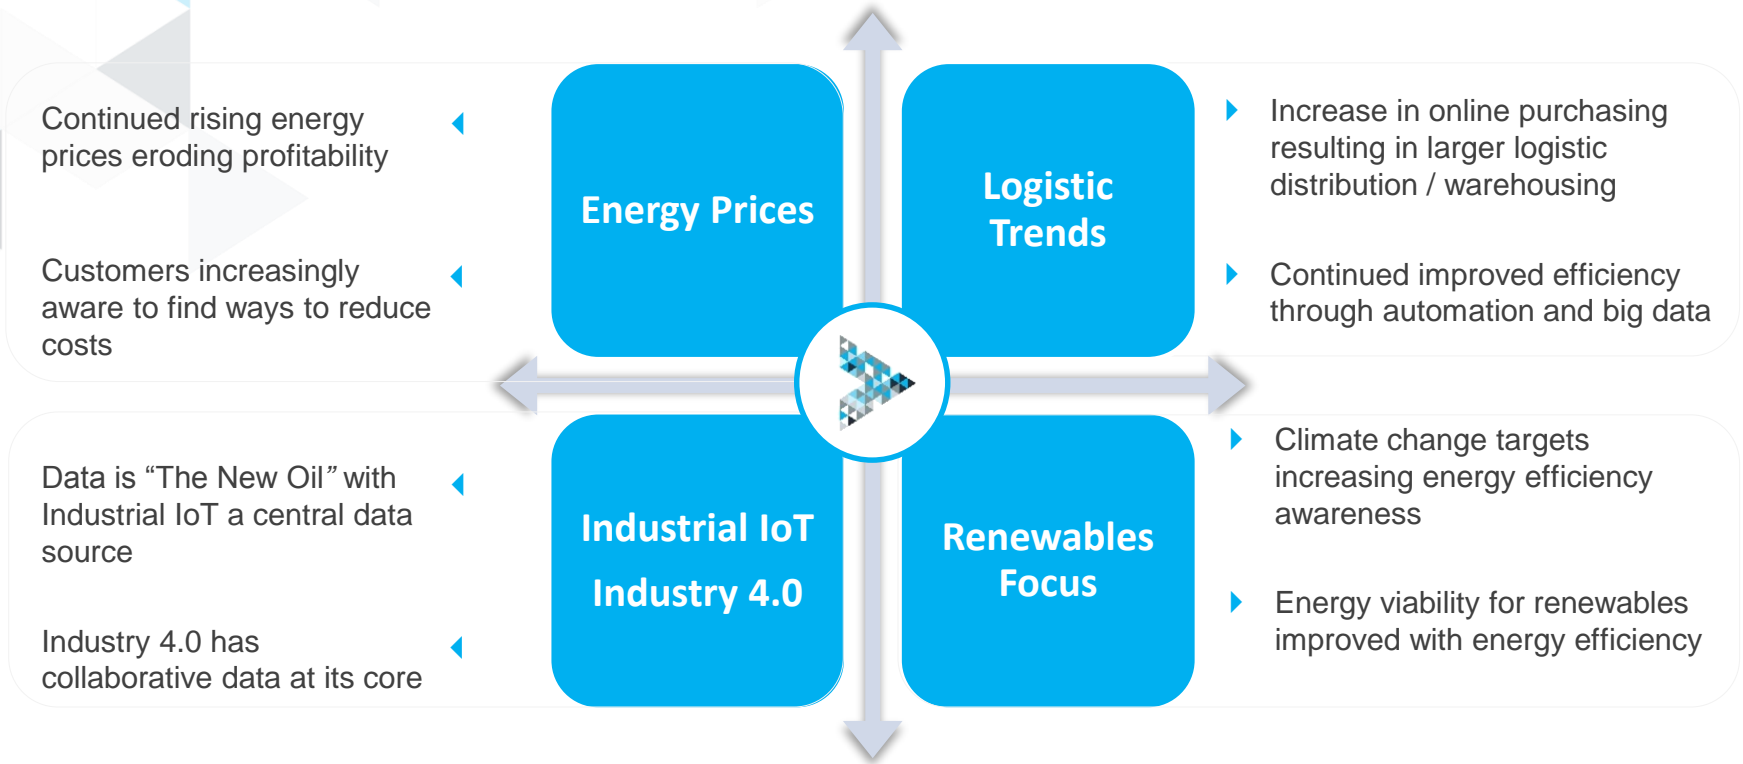 Continued rising energy
prices eroding profitability
Customers increasingly
aware to find ways to reduce
costs
Energy Prices
Logistic
Trends
Increase in online purchasing
resulting in larger logistic
distribution / warehousing
Continued improved efficiency
through automation and big data
Data is “The New Oil” with
Industrial IoT a central data
source
Industry 4.0 has
collaborative data at its core
Industrial IoT
Industry 4.0
Renewables
Focus
Climate change targets
increasing energy efficiency
awareness
Energy viability for renewables
improved with energy efficiency